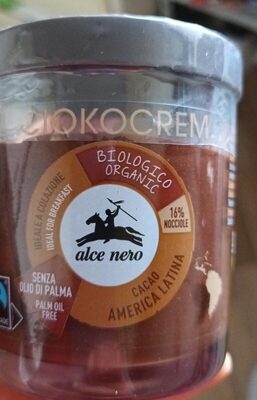 CIOKOCREM
BIOLOGICO
ORGANIC
IDEALE A COLAZIONE
IDEAL FOR BREAKFAST
16%
NOCCIOLE
alce nero
SENZA
OLIO DI PALMA
PALM OIL
FREE
CACAO
AMERICA LATINA